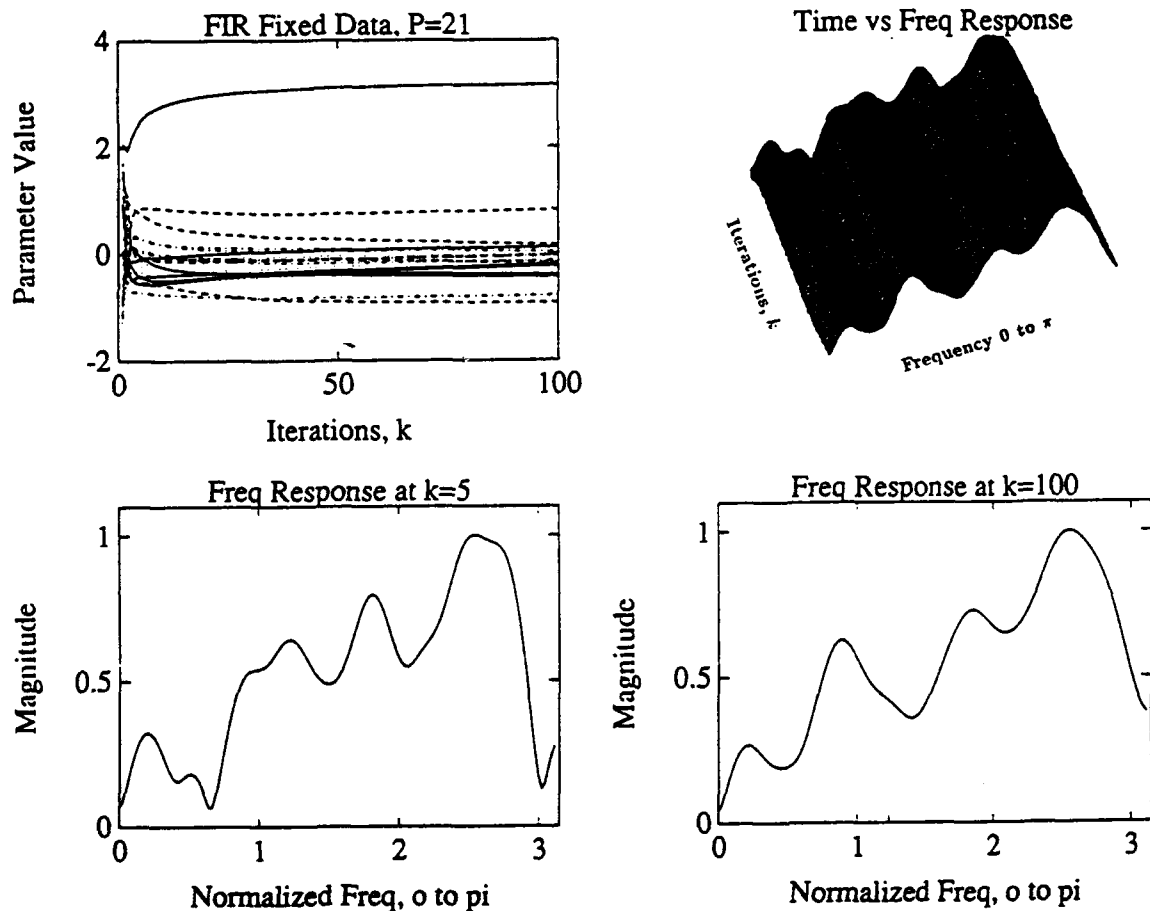 FIR Fixed Data, P=21
4
2
0
-2
Parameter Value
0
50
100
Iterations, k
Time vs Freq Response
Iterations, k
Frequency 0 to π
Freq Response at k=5
1
0.5
0
Magnitude
0
1
2
3
Normalized Freq, o to pi
Freq Response at k=100
1
0.5
0
Magnitude
0
1
2
3
Normalized Freq, o to pi